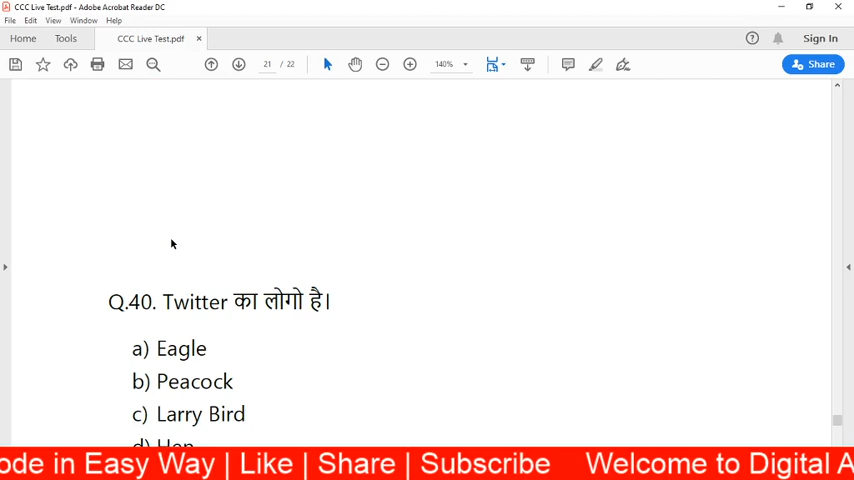 CCC Live Test.pdf - Adobe Acrobat Reader DC
File Edit View Window Help
Home Tools CCC Live Test.pdf × Sign In
21 / 22 140% Share
Q.40. Twitter का लोगो है।
a) Eagle
b) Peacock
c) Larry Bird
d) Hen
ode in Easy Way | Like | Share | Subscribe Welcome to Digital A